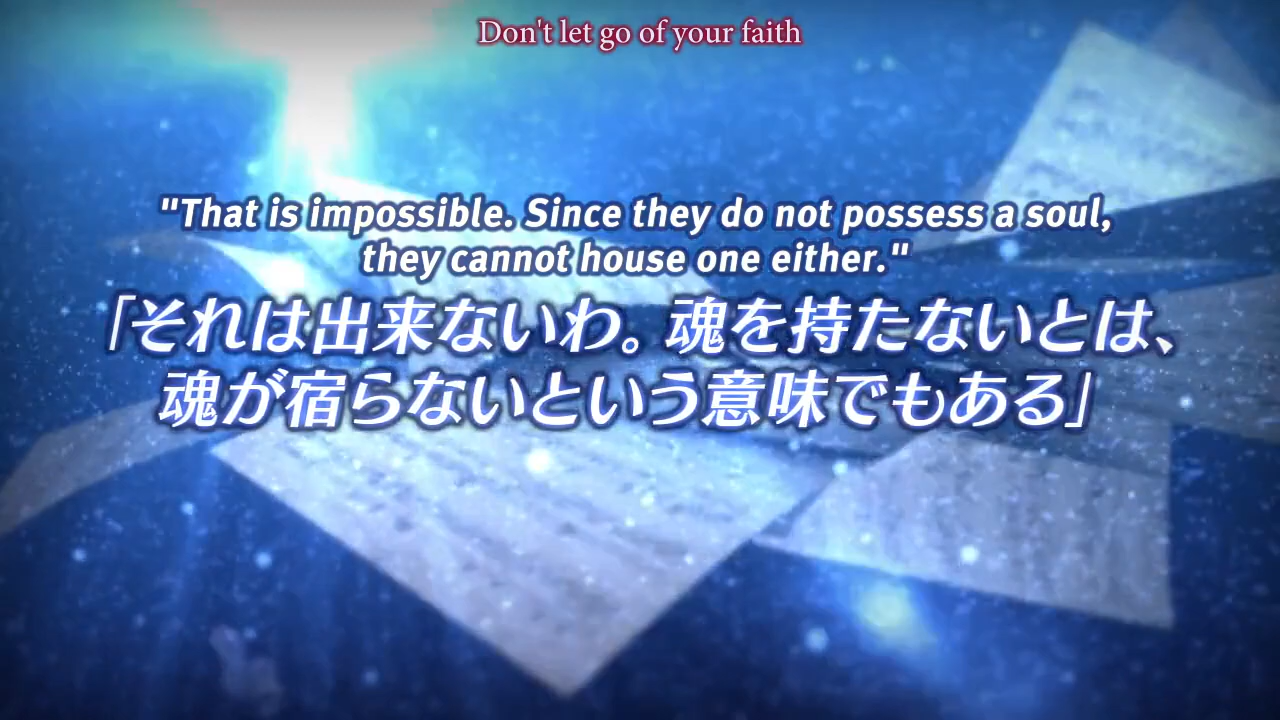 Don't let go of your faith
"That is impossible. Since they do not possess a soul,
they cannot house one either."
「それは出来ないわ。魂を持たないとは、
魂が宿らないという意味でもある」